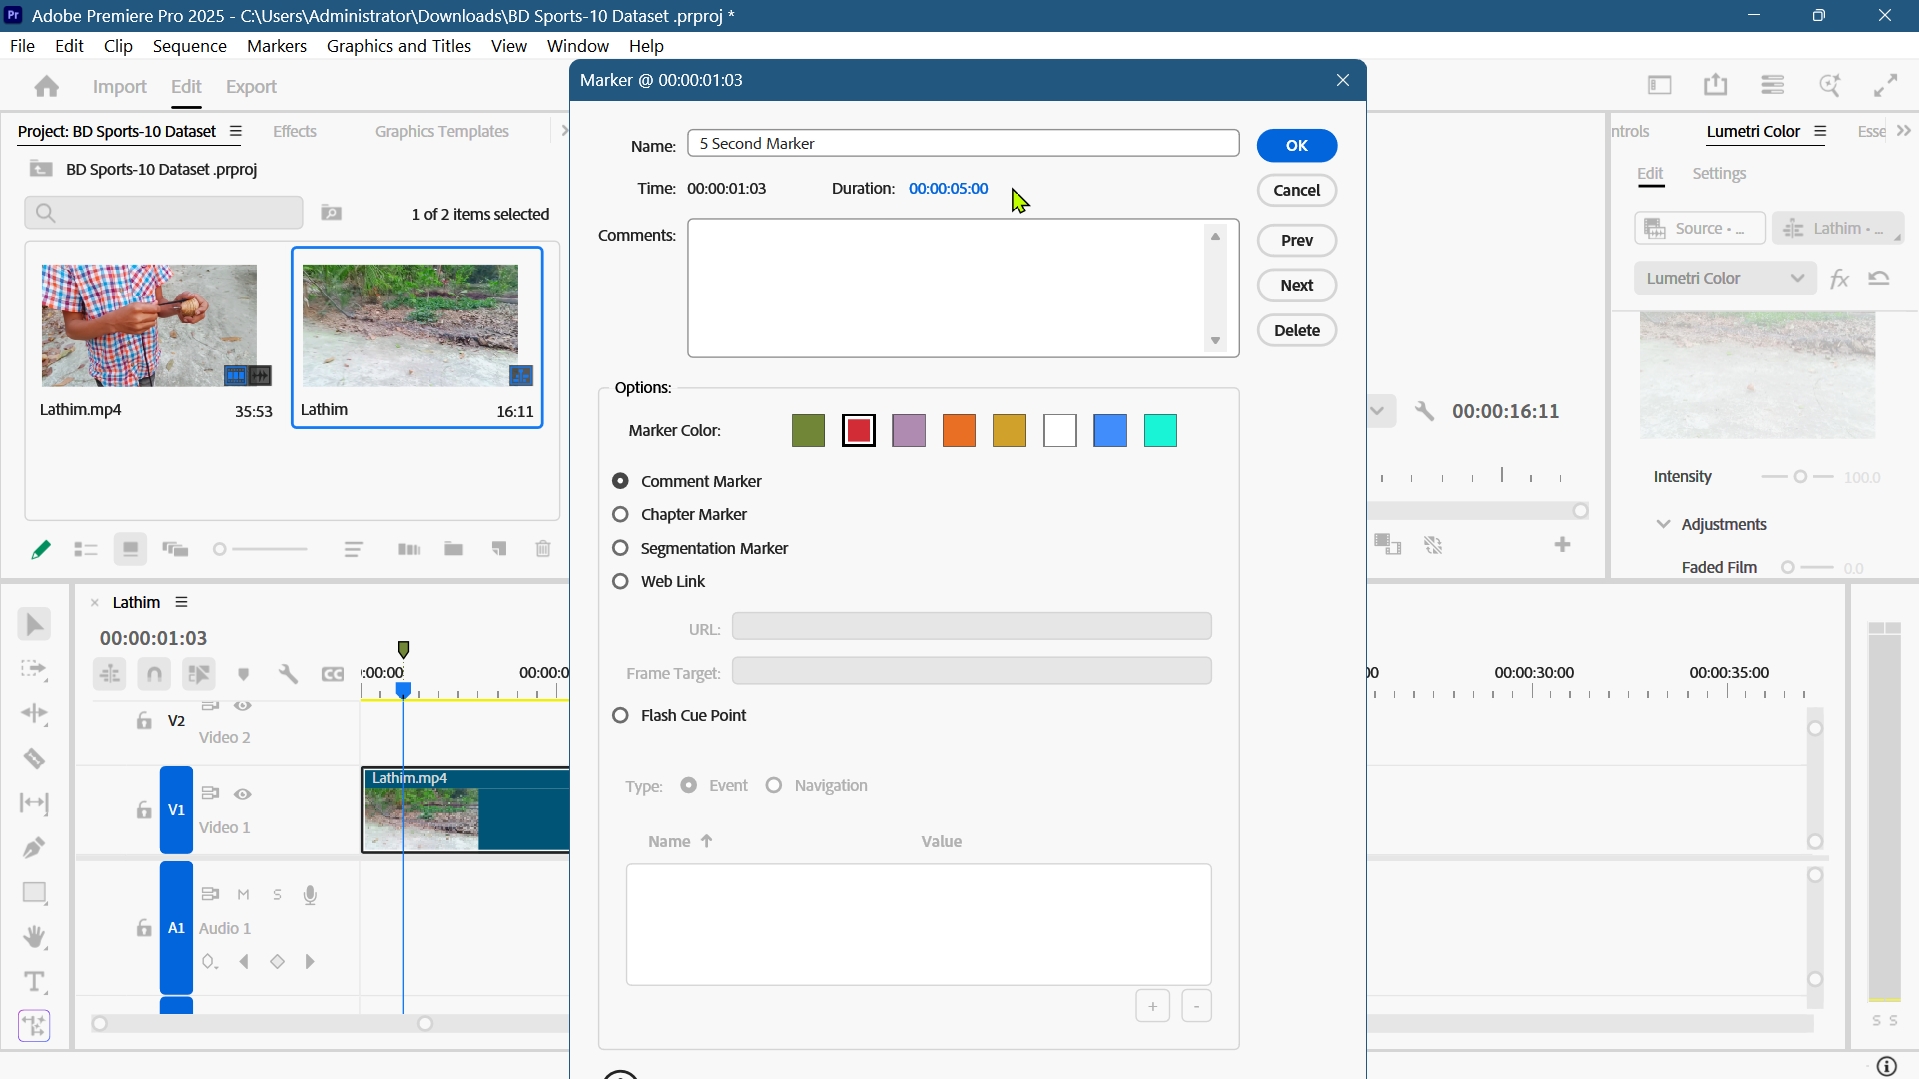 Pr Adobe Premiere Pro 2025 - C:\Users\Administrator\Downloads\BD Sports-10 Dataset .prproj *
File Edit Clip Sequence Markers Graphics and Titles View Window Help
Import Edit Export
Marker @ 00:00:01:03
Project: BD Sports-10 Dataset Effects Graphics Templates
BD Sports-10 Dataset .prproj
1 of 2 items selected
Lathim.mp4 35:53
Lathim 16:11
Name: 5 Second Marker
OK
Time: 00:00:01:03 Duration: 00:00:05:00
Cancel
Comments:
Prev
Next
Delete
Options:
Marker Color:
Comment Marker
Chapter Marker
Segmentation Marker
Web Link
URL:
Frame Target:
Flash Cue Point
Type: Event Navigation
Name Value
+ -
00:00:16:11
ntrols Lumetri Color Esse
Edit Settings
Source • ... Lathim • ...
Lumetri Color fx
Intensity 100.0
Adjustments
Faded Film 0.0
× Lathim
00:00:01:03
CC :00:00 00:00:0 00 00:00:30:00 00:00:35:00
V2 Video 2
V1 Video 1
Lathim.mp4
A1 M S
Audio 1
T
S S